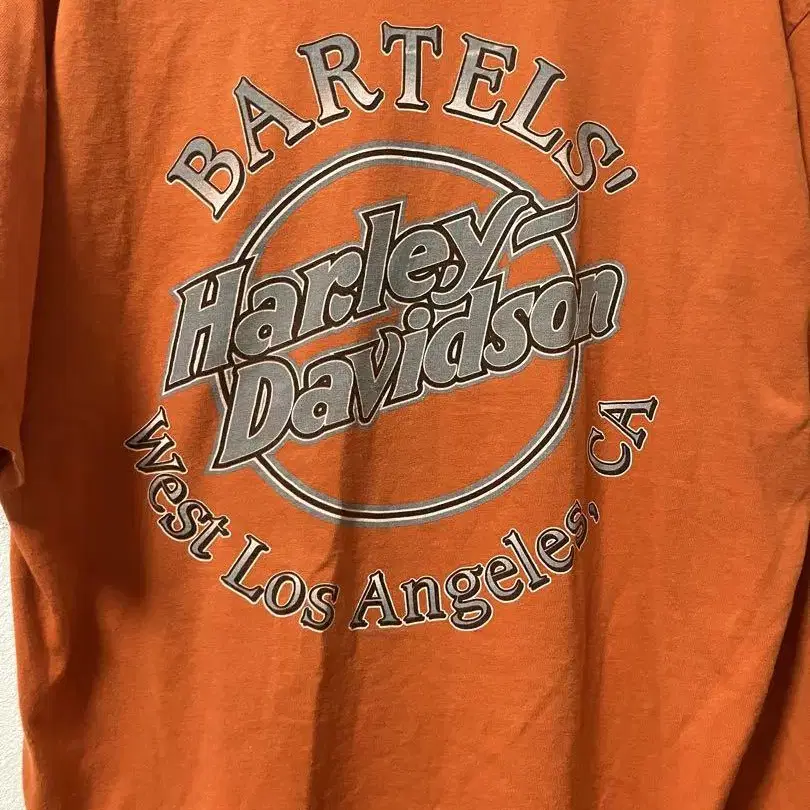 BARTELS'
Harley-
Davidson
West Los Angeles, CA